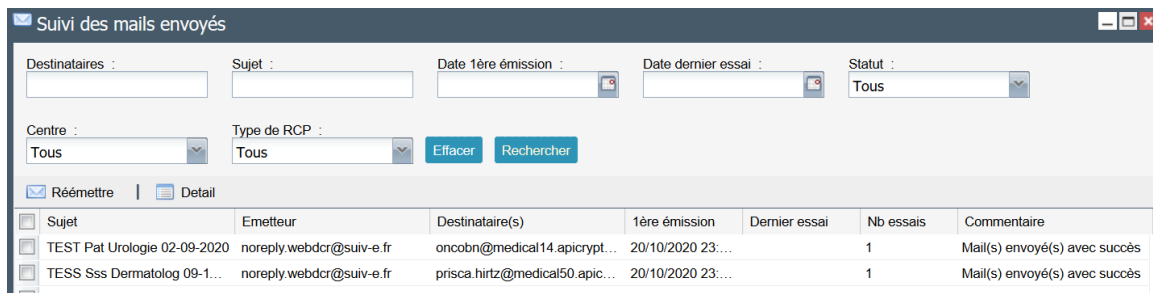 Suivi des mails envoyés
Destinataires : Sujet : Date 1ère émission : Date dernier essai : Statut :
Tous
Centre : Type de RCP :
Tous Tous Effacer Rechercher
Réémettre | Detail
Sujet Emetteur Destinataire(s) 1ère émission Dernier essai Nb essais Commentaire
TEST Pat Urologie 02-09-2020 noreply.webdcr@suiv-e.fr oncobn@medical14.apicrypt... 20/10/2020 23:... 1 Mail(s) envoyé(s) avec succès
TESS Sss Dermatolog 09-1... noreply.webdcr@suiv-e.fr prisca.hirtz@medical50.apic... 20/10/2020 23:... 1 Mail(s) envoyé(s) avec succès